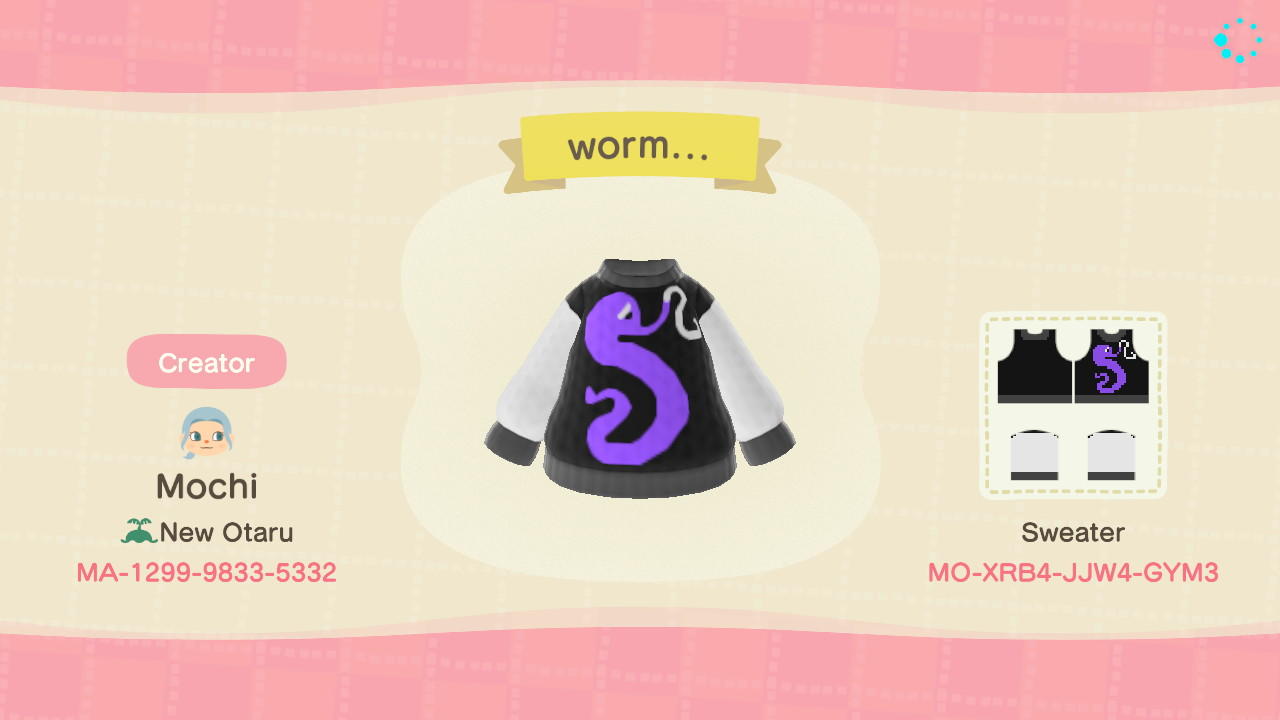 worm...
Creator
Mochi
New Otaru
MA-1299-9833-5332
Sweater
MO-XRB4-JJW4-GYM3